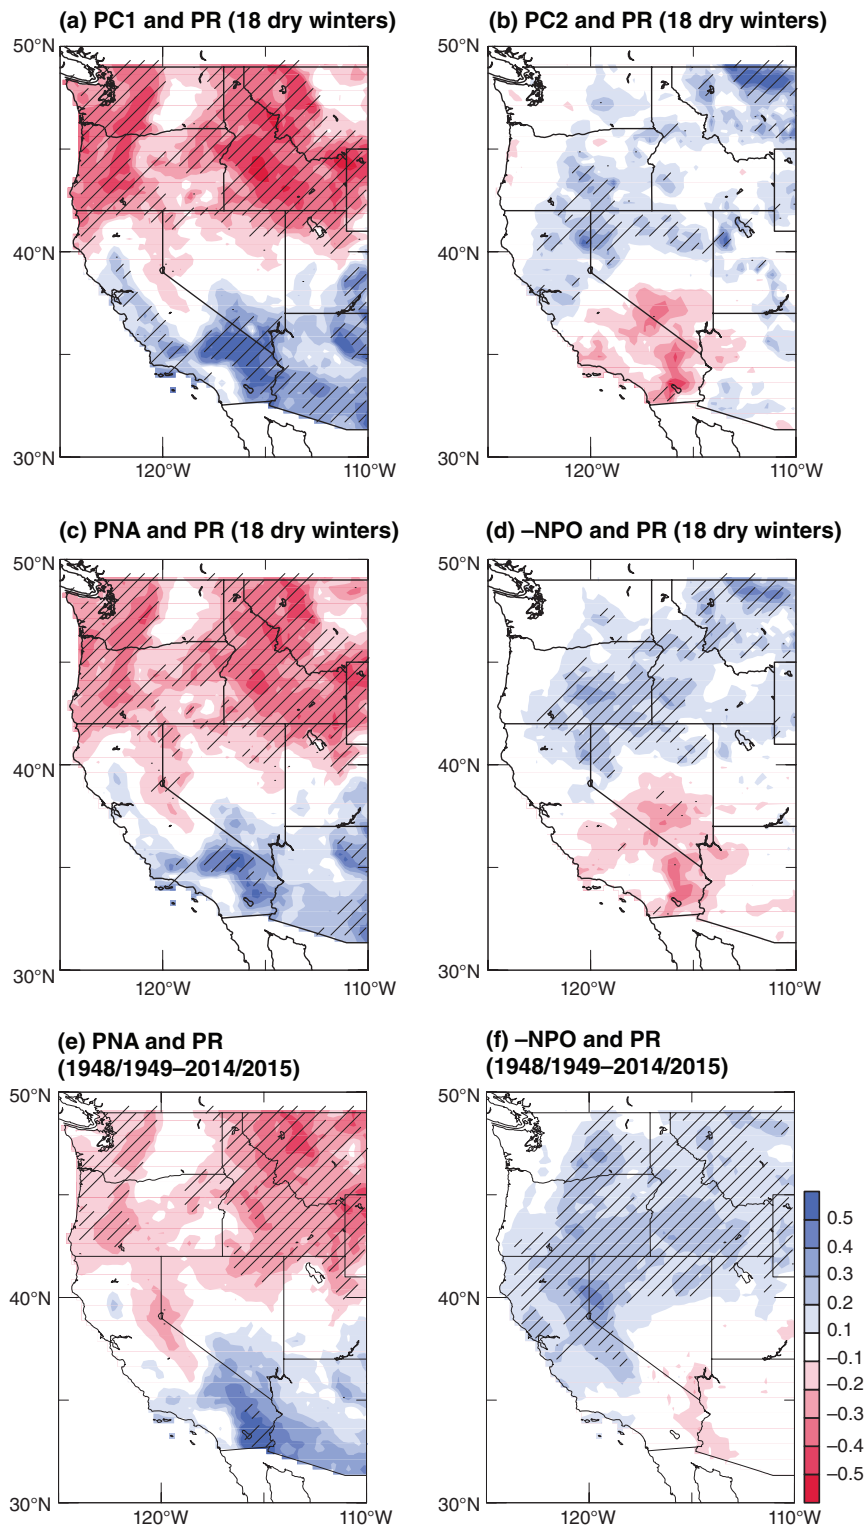 (a) PC1 and PR (18 dry winters)
50°N
40°N
30°N
120°W 110°W
(b) PC2 and PR (18 dry winters)
50°N
40°N
30°N
120°W 110°W
(c) PNA and PR (18 dry winters)
50°N
40°N
30°N
120°W 110°W
(d) –NPO and PR (18 dry winters)
50°N
40°N
30°N
120°W 110°W
(e) PNA and PR
(1948/1949–2014/2015)
50°N
40°N
30°N
120°W 110°W
(f) –NPO and PR
(1948/1949–2014/2015)
50°N
40°N
30°N
120°W 110°W
0.5
0.4
0.3
0.2
0.1
–0.1
–0.2
–0.3
–0.4
–0.5